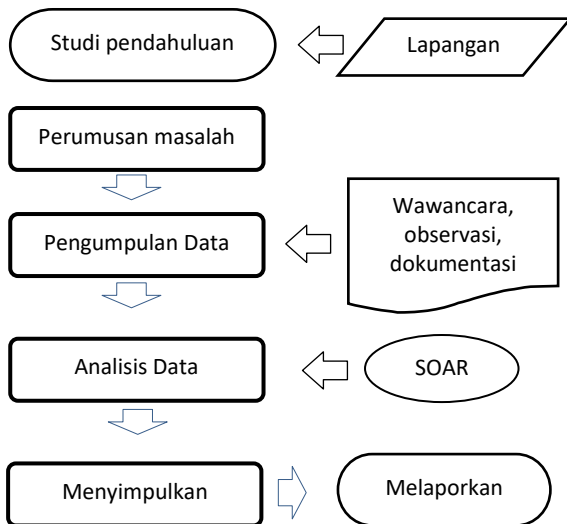 Studi pendahuluan
Lapangan
Perumusan masalah
Pengumpulan Data
Wawancara,
observasi,
dokumentasi
Analisis Data
SOAR
Menyimpulkan
Melaporkan